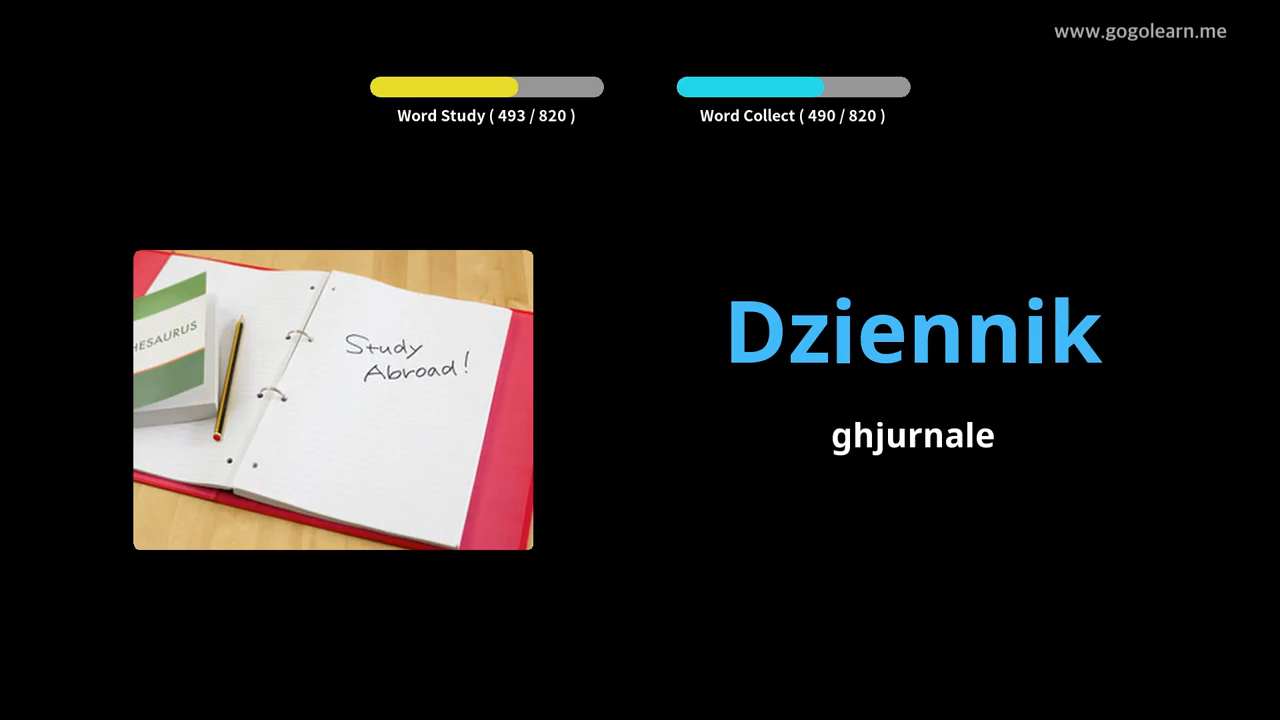 www.gogolearn.me
Word Study ( 493 / 820 )
Word Collect ( 490 / 820 )
HESAURUS
Study
Abroad!
Dziennik
ghjurnale